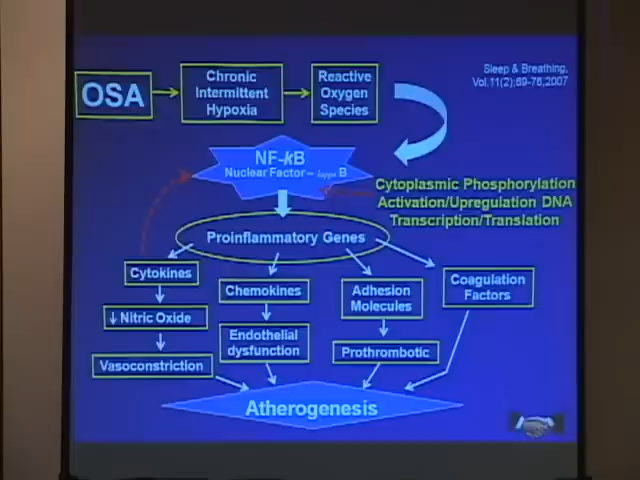 Sleep & Breathing,
Vol.11(2);69-76,2007
OSA
Chronic
Intermittent
Hypoxia
Reactive
Oxygen
Species
NF-kB
Nuclear Factor – kappa B
Cytoplasmic Phosphorylation
Activation/Upregulation DNA
Transcription/Translation
Proinflammatory Genes
Cytokines
Chemokines
Adhesion
Molecules
Coagulation
Factors
↓ Nitric Oxide
Endothelial
dysfunction
Prothrombotic
Vasoconstriction
Atherogenesis